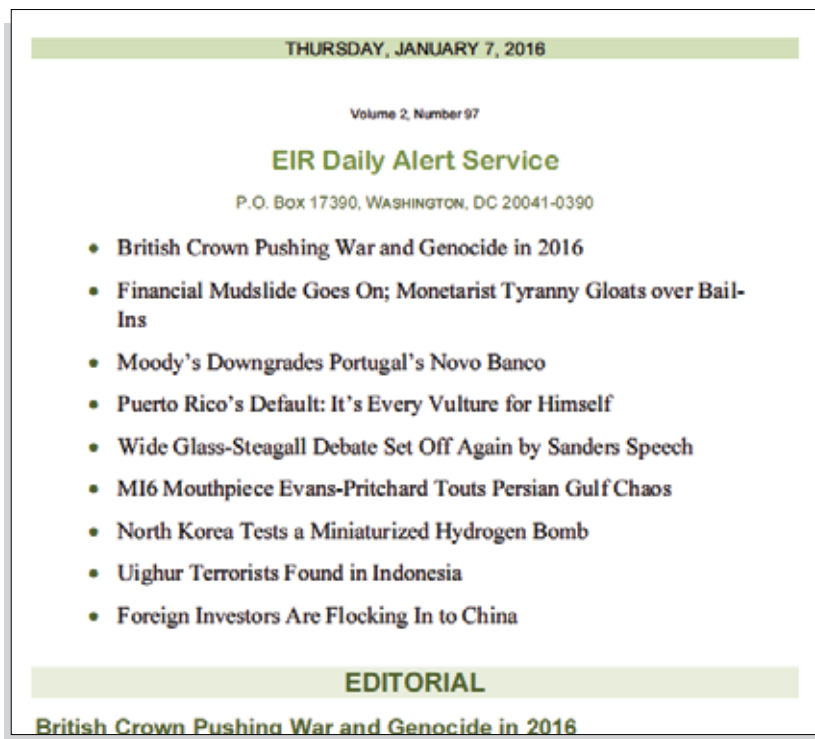 THURSDAY, JANUARY 7, 2016
Volume 2, Number 97
EIR Daily Alert Service
P.O. BOX 17390, WASHINGTON, DC 20041-0390
• British Crown Pushing War and Genocide in 2016
• Financial Mudslide Goes On; Monetarist Tyranny Gloats over Bail-
Ins
• Moody's Downgrades Portugal's Novo Banco
• Puerto Rico's Default: It's Every Vulture for Himself
• Wide Glass-Steagall Debate Set Off Again by Sanders Speech
• MI6 Mouthpiece Evans-Pritchard Touts Persian Gulf Chaos
• North Korea Tests a Miniaturized Hydrogen Bomb
• Uighur Terrorists Found in Indonesia
• Foreign Investors Are Flocking In to China
EDITORIAL
British Crown Pushing War and Genocide in 2016